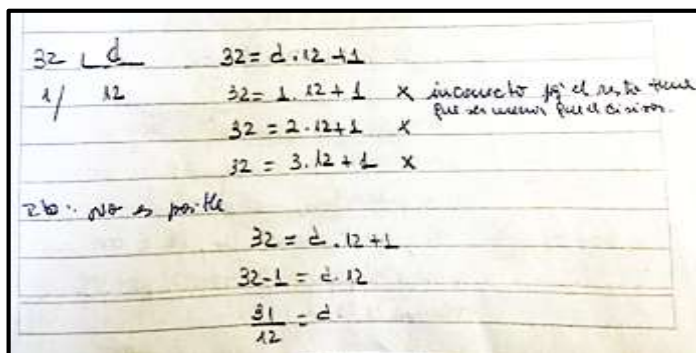 32 d 32 = d · 12 + 1
1/ 12 32 = 1 . 12 + 1 x incorrecto pq' el resto tiene
que ser menor que el divisor.
32 = 2 . 12 + 1 x
32 = 3 . 12 + 1 x
Rta: No es posible
32 = d . 12 + 1
32 - 1 = d . 12
31/12 = d.